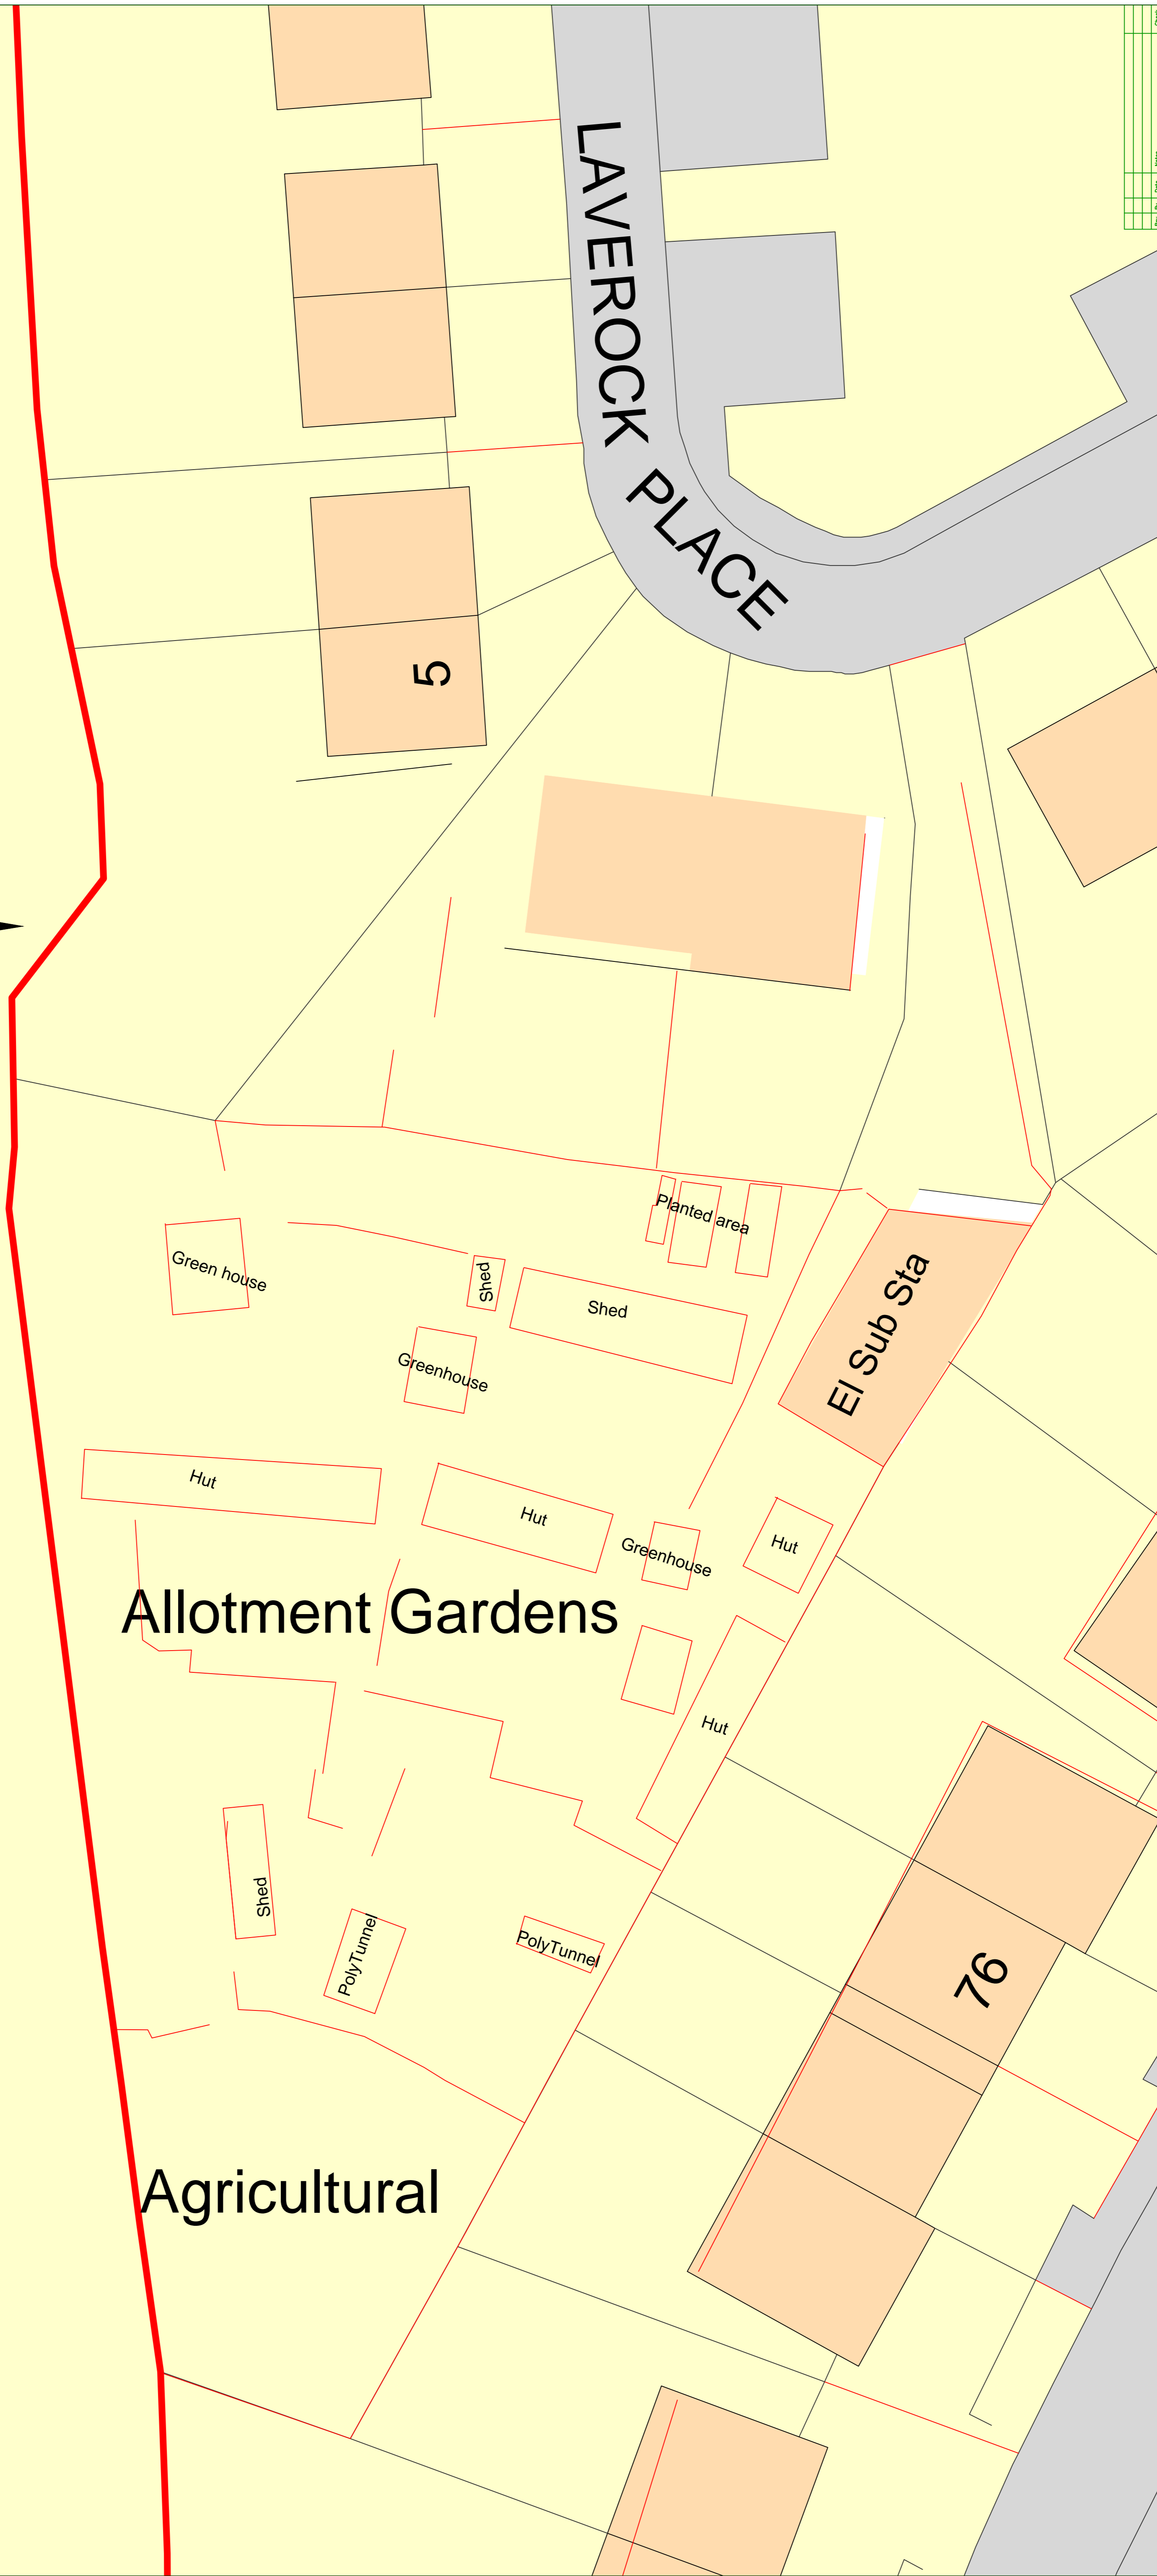 LAVEROCK PLACE
5
Planted area
Green house
Shed
Shed
El Sub Sta
Greenhouse
Hut
Hut
Greenhouse
Hut
Allotment Gardens
Hut
Shed
PolyTunnel
PolyTunnel
76
Agricultural